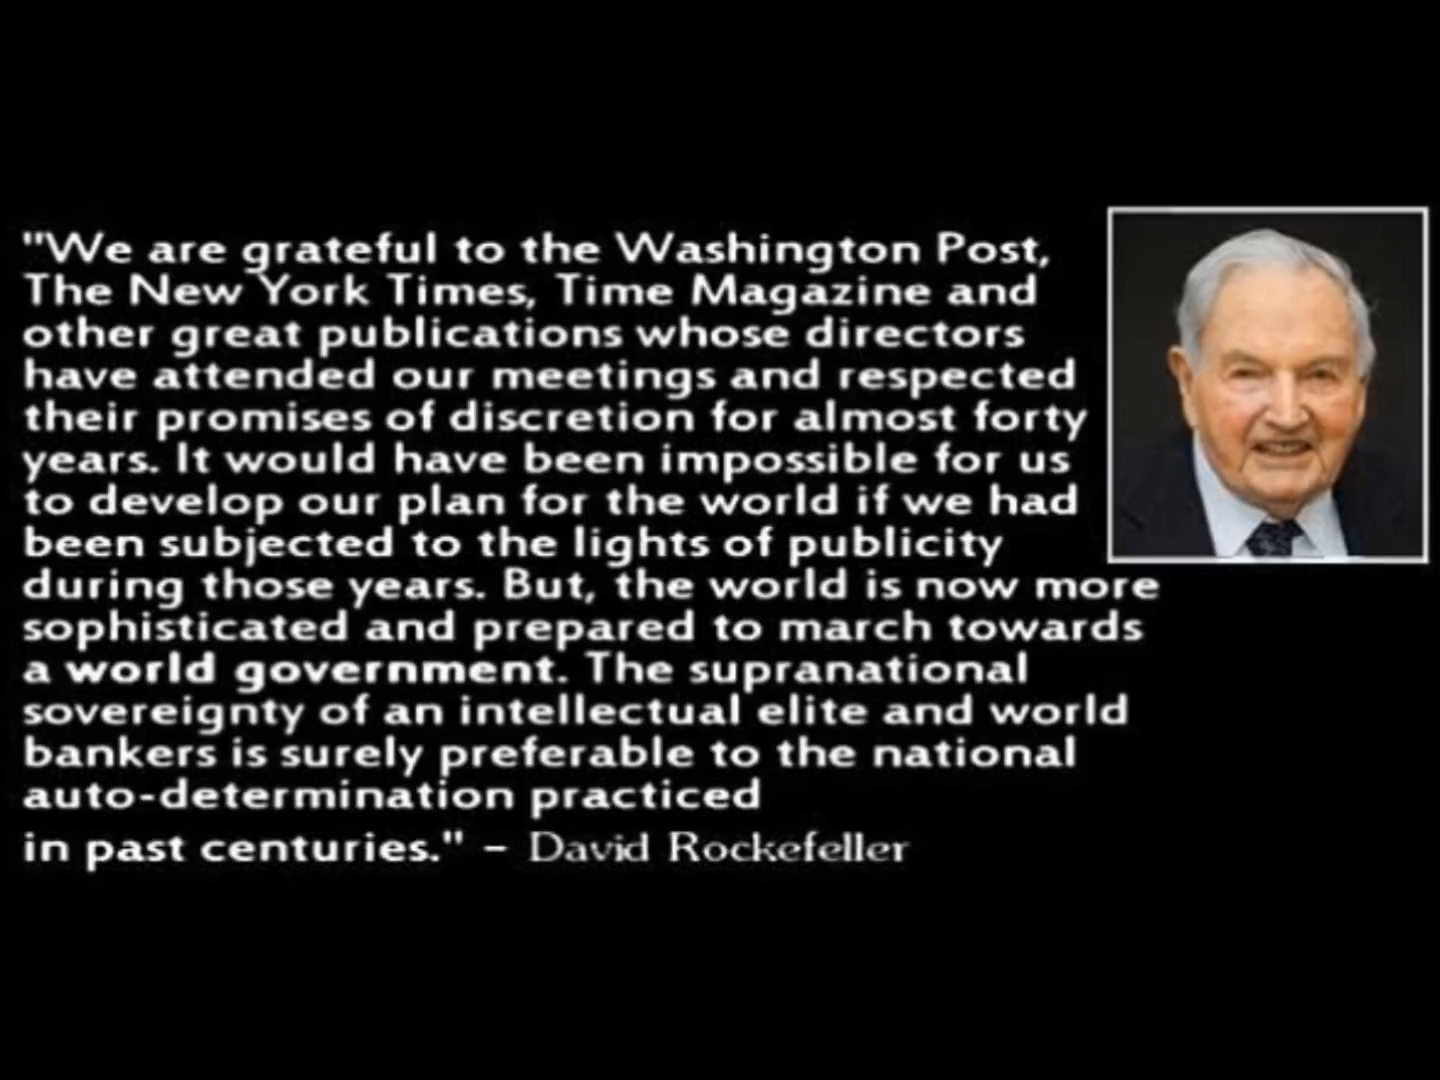 "We are grateful to the Washington Post,
The New York Times, Time Magazine and
other great publications whose directors
have attended our meetings and respected
their promises of discretion for almost forty
years. It would have been impossible for us
to develop our plan for the world if we had
been subjected to the lights of publicity
during those years. But, the world is now more
sophisticated and prepared to march towards
a world government. The supranational
sovereignty of an intellectual elite and world
bankers is surely preferable to the national
auto-determination practiced
in past centuries." – David Rockefeller